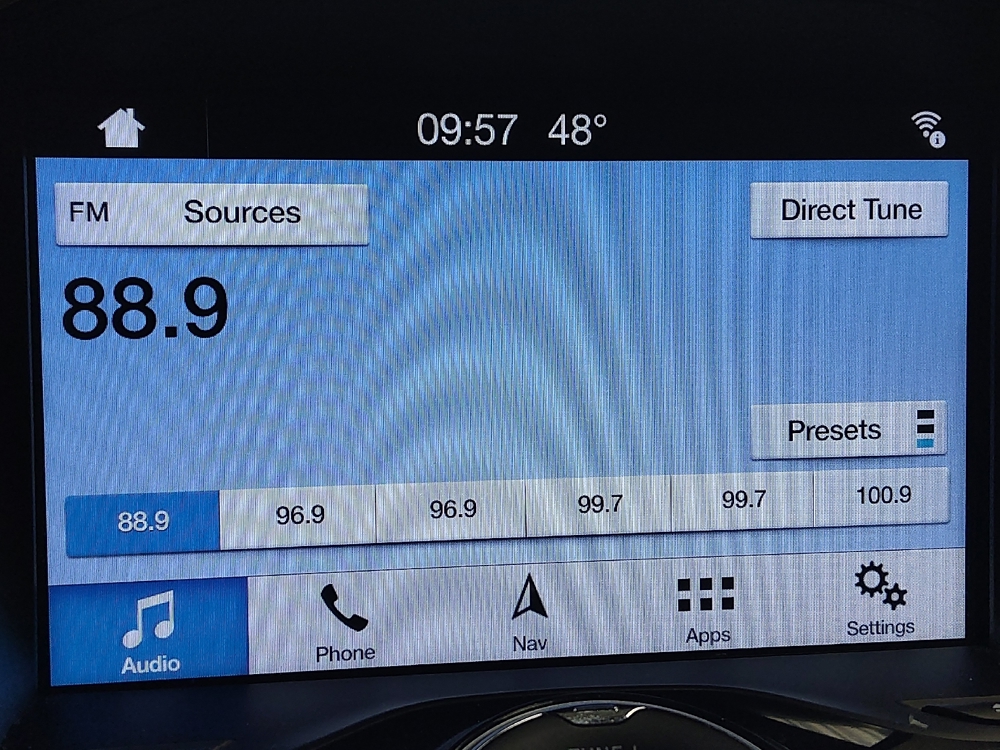 09:57 48°
FM Sources
Direct Tune
88.9
Presets
88.9 96.9 96.9 99.7 99.7 100.9
Audio Phone Nav Apps Settings